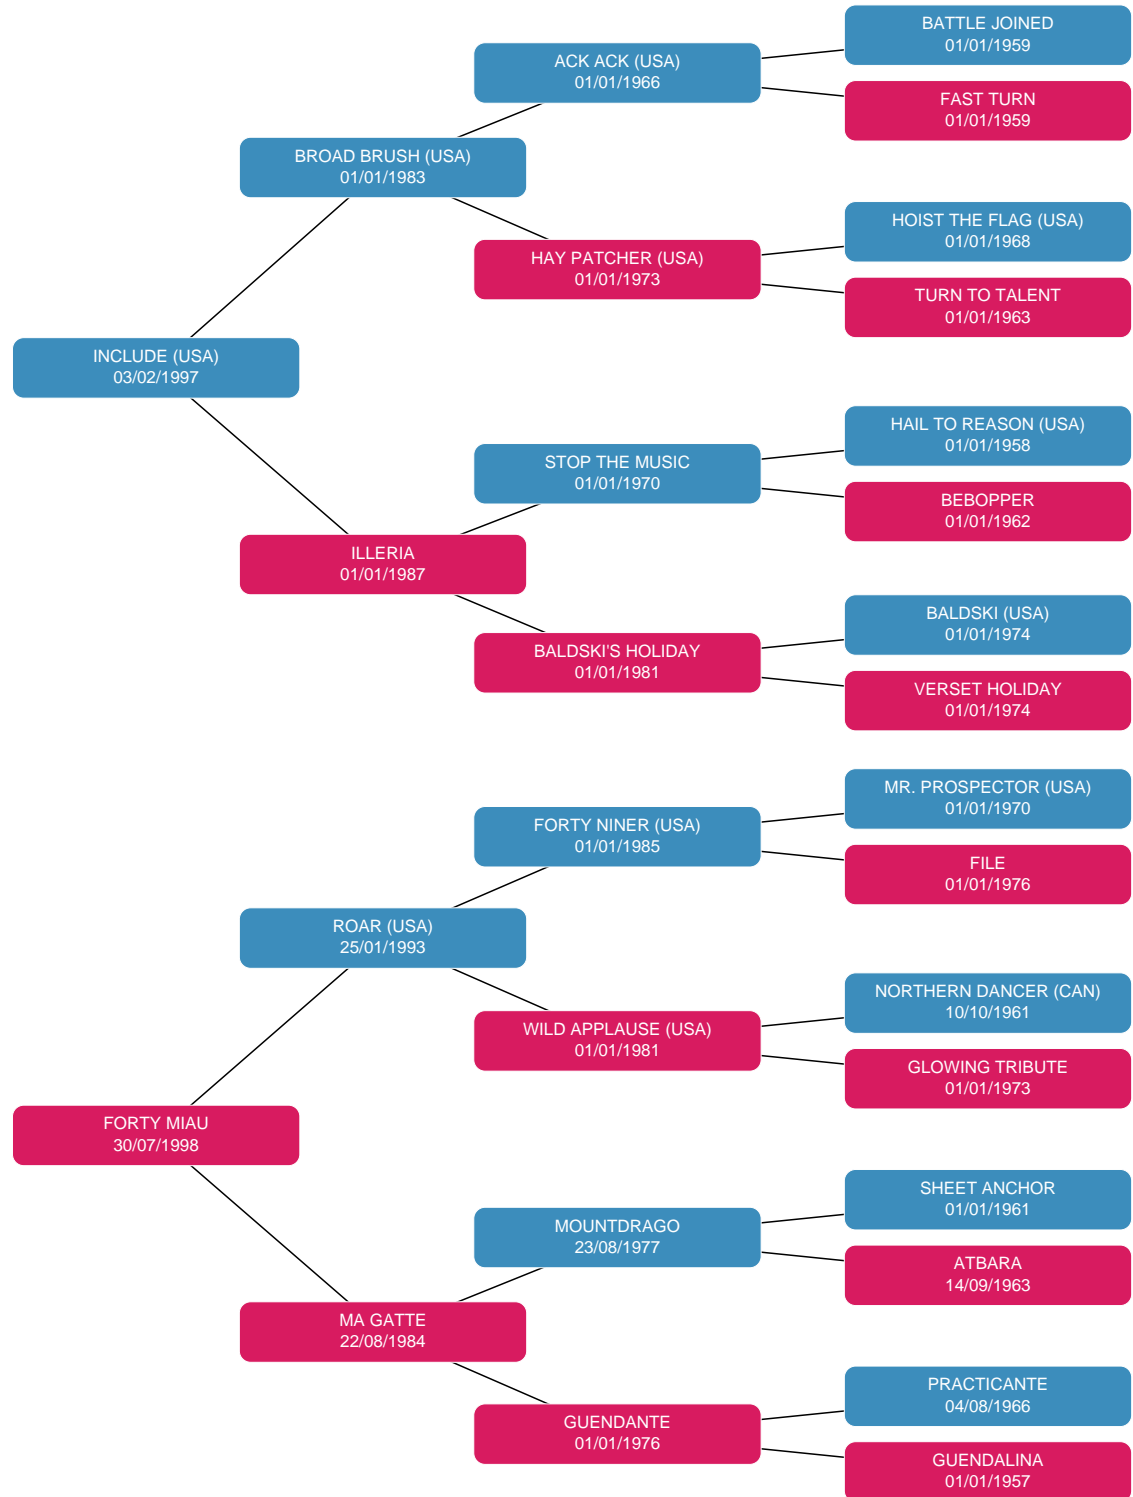 BATTLE JOINED
01/01/1959
ACK ACK (USA)
01/01/1966
FAST TURN
01/01/1959
BROAD BRUSH (USA)
01/01/1983
HOIST THE FLAG (USA)
01/01/1968
HAY PATCHER (USA)
01/01/1973
TURN TO TALENT
01/01/1963
INCLUDE (USA)
03/02/1997
HAIL TO REASON (USA)
01/01/1958
STOP THE MUSIC
01/01/1970
BEBOPPER
01/01/1962
ILLERIA
01/01/1987
BALDSKI (USA)
01/01/1974
BALDSKI'S HOLIDAY
01/01/1981
VERSET HOLIDAY
01/01/1974
MR. PROSPECTOR (USA)
01/01/1970
FORTY NINER (USA)
01/01/1985
FILE
01/01/1976
ROAR (USA)
25/01/1993
NORTHERN DANCER (CAN)
10/10/1961
WILD APPLAUSE (USA)
01/01/1981
GLOWING TRIBUTE
01/01/1973
FORTY MIAU
30/07/1998
SHEET ANCHOR
01/01/1961
MOUNTDRAGO
23/08/1977
ATBARA
14/09/1963
MA GATTE
22/08/1984
PRACTICANTE
04/08/1966
GUENDANTE
01/01/1976
GUENDALINA
01/01/1957